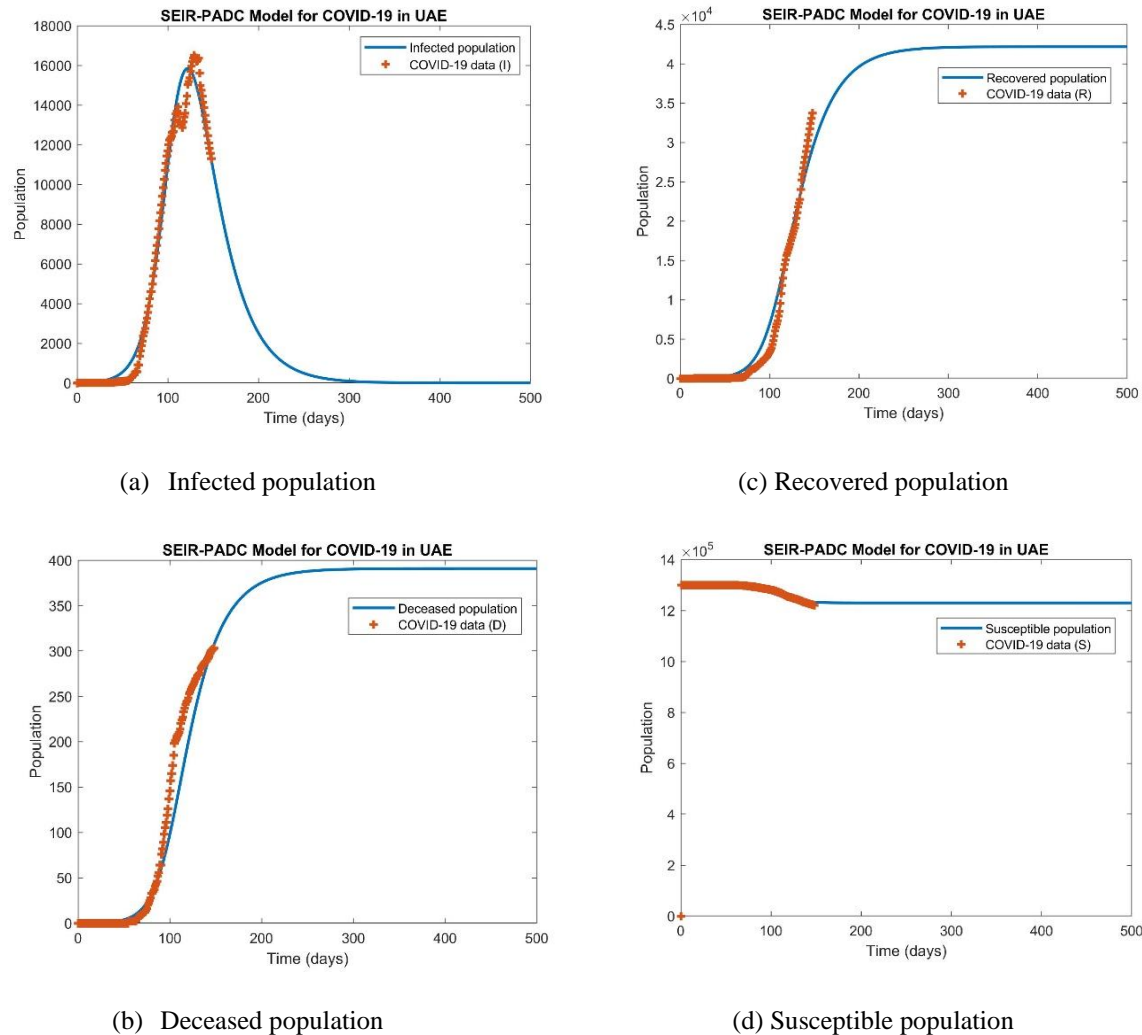 SEIR-PADC Model for COVID-19 in UAE
18000
16000
14000
12000
10000
8000
6000
4000
2000
0
Population
Infected population
COVID-19 data (I)
0 100 200 300 400 500
Time (days)
(a) Infected population
SEIR-PADC Model for COVID-19 in UAE
×10⁴
4.5
4
3.5
3
2.5
2
1.5
1
0.5
0
Population
Recovered population
COVID-19 data (R)
0 100 200 300 400 500
Time (days)
(c) Recovered population
SEIR-PADC Model for COVID-19 in UAE
400
350
300
250
200
150
100
50
0
Population
Deceased population
COVID-19 data (D)
0 100 200 300 400 500
Time (days)
(b) Deceased population
SEIR-PADC Model for COVID-19 in UAE
×10⁵
14
12
10
8
6
4
2
0
Population
Susceptible population
COVID-19 data (S)
0 100 200 300 400 500
Time (days)
(d) Susceptible population